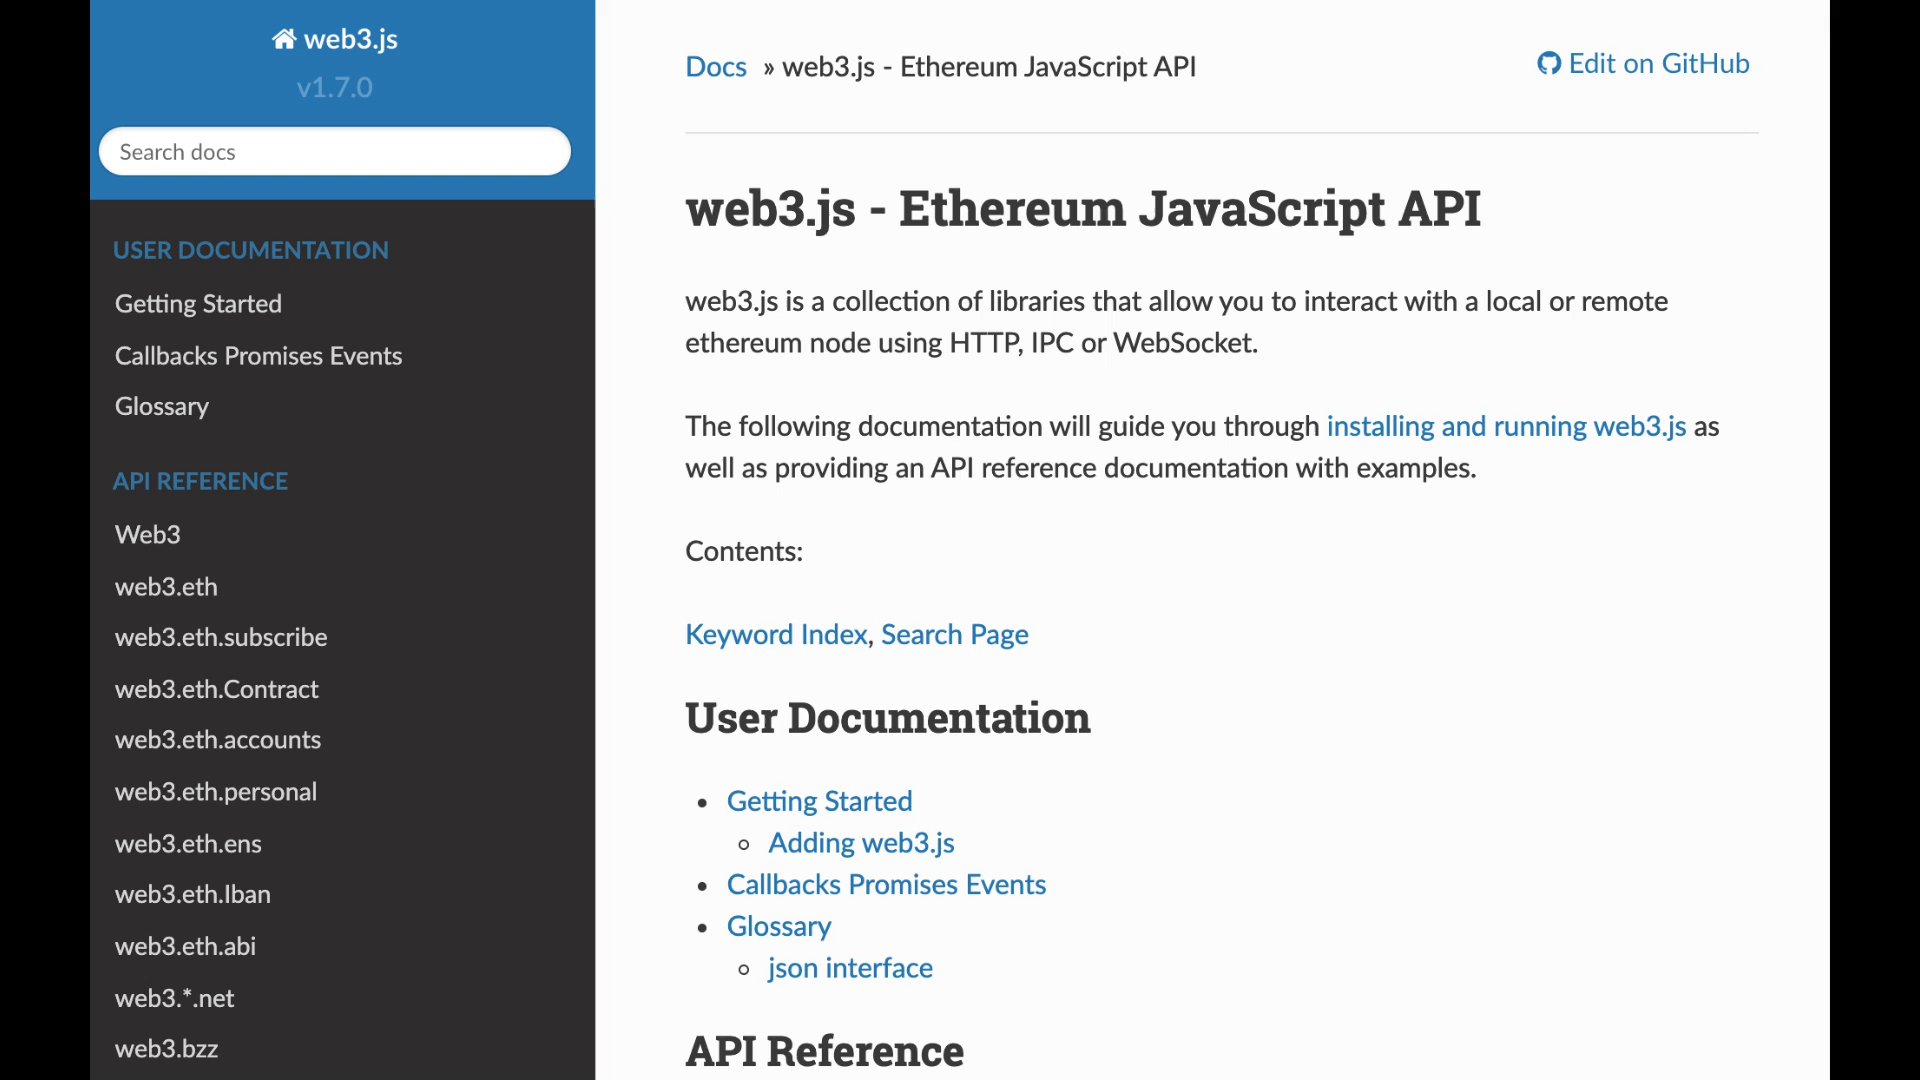 web3.js
v1.7.0
Search docs
USER DOCUMENTATION
Getting Started
Callbacks Promises Events
Glossary
API REFERENCE
Web3
web3.eth
web3.eth.subscribe
web3.eth.Contract
web3.eth.accounts
web3.eth.personal
web3.eth.ens
web3.eth.Iban
web3.eth.abi
web3.*.net
web3.bzz
Docs » web3.js - Ethereum JavaScript API
Edit on GitHub
web3.js - Ethereum JavaScript API
web3.js is a collection of libraries that allow you to interact with a local or remote
ethereum node using HTTP, IPC or WebSocket.
The following documentation will guide you through installing and running web3.js as
well as providing an API reference documentation with examples.
Contents:
Keyword Index, Search Page
User Documentation
Getting Started
Adding web3.js
Callbacks Promises Events
Glossary
json interface
API Reference